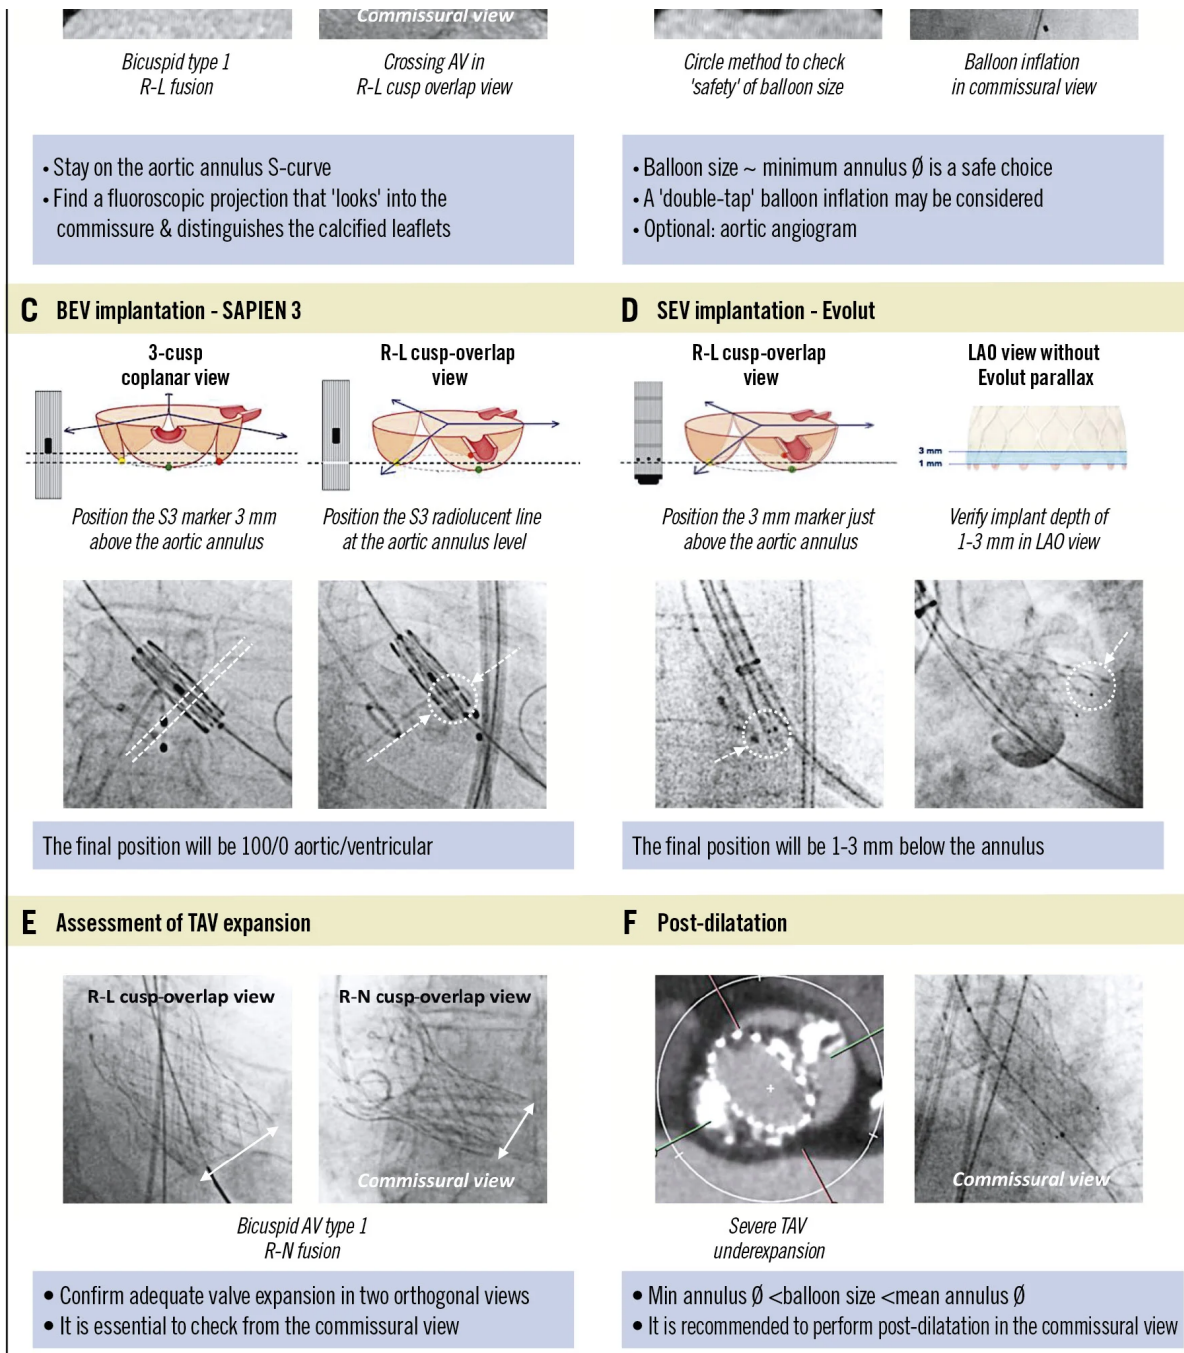 Commissural view
Bicuspid type 1
R-L fusion
Crossing AV in
R-L cusp overlap view
Circle method to check
'safety' of balloon size
Balloon inflation
in commissural view
• Stay on the aortic annulus S-curve
• Find a fluoroscopic projection that 'looks' into the
commissure & distinguishes the calcified leaflets
• Balloon size ~ minimum annulus Ø is a safe choice
• A 'double-tap' balloon inflation may be considered
• Optional: aortic angiogram
C BEV implantation - SAPIEN 3
3-cusp
coplanar view
R-L cusp-overlap
view
Position the S3 marker 3 mm
above the aortic annulus
Position the S3 radiolucent line
at the aortic annulus level
The final position will be 100/0 aortic/ventricular
D SEV implantation - Evolut
R-L cusp-overlap
view
LAO view without
Evolut parallax
3 mm
1 mm
Position the 3 mm marker just
above the aortic annulus
Verify implant depth of
1-3 mm in LAO view
The final position will be 1-3 mm below the annulus
E Assessment of TAV expansion
R-L cusp-overlap view
R-N cusp-overlap view
Commissural view
Bicuspid AV type 1
R-N fusion
• Confirm adequate valve expansion in two orthogonal views
• It is essential to check from the commissural view
F Post-dilatation
Commissural view
Severe TAV
underexpansion
• Min annulus Ø <balloon size <mean annulus Ø
• It is recommended to perform post-dilatation in the commissural view